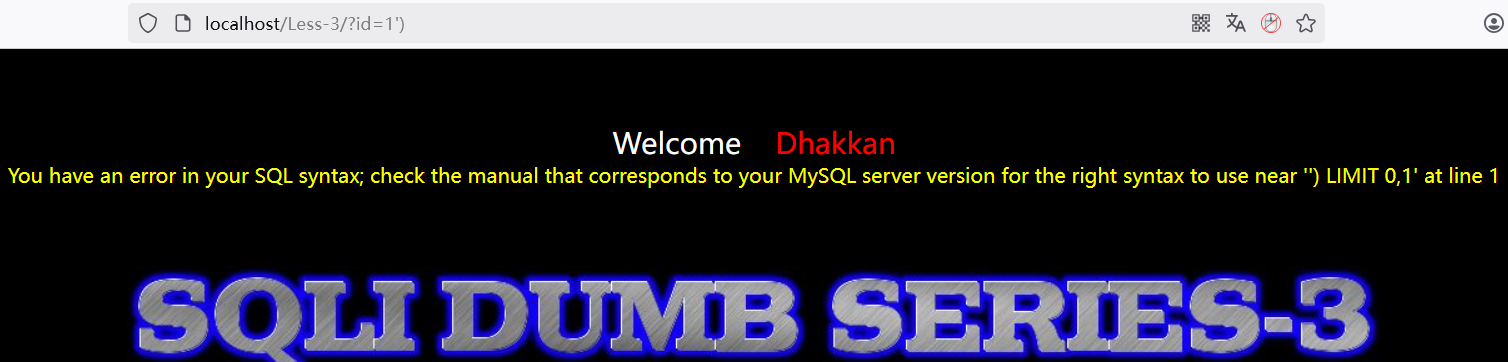 localhost/Less-3/?id=1')
Welcome Dhakkan
You have an error in your SQL syntax; check the manual that corresponds to your MySQL server version for the right syntax to use near '') LIMIT 0,1' at line 1
SQLI DUMB SERIES-3